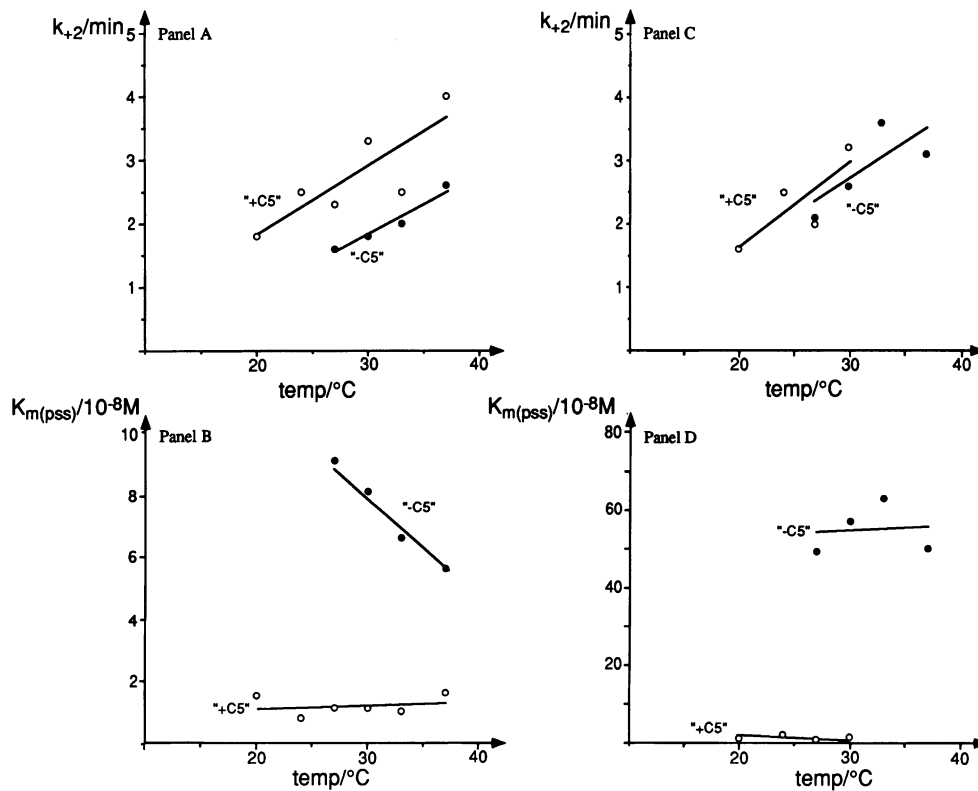 k+2/min
5
Panel A
4
3
"+C5"
2
"-C5"
1
20
30
40
temp/°C
k+2/min
5
Panel C
4
3
"+C5"
"-C5"
2
1
20
30
40
temp/°C
Km(pss)/10-8M
10
Panel B
8
"-C5"
6
4
2
"+C5"
20
30
40
temp/°C
Km(pss)/10-8M
80
Panel D
60
"-C5"
40
20
"+C5"
20
30
40
temp/°C